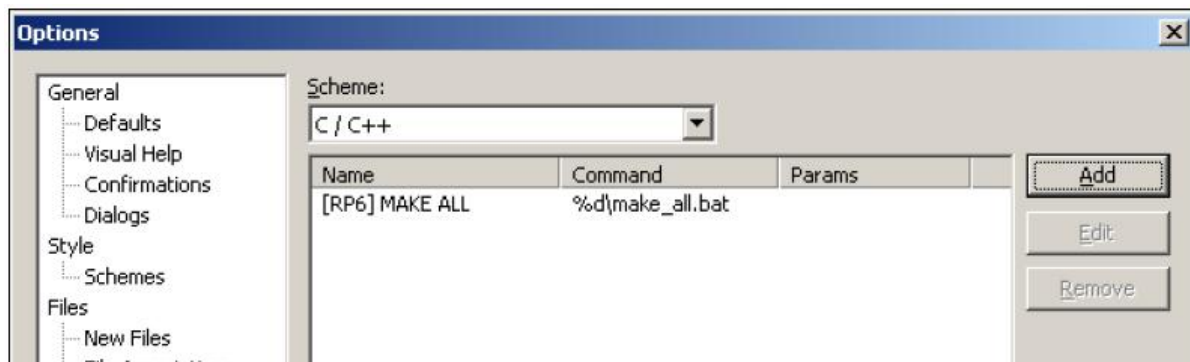 Options
General
Defaults
Visual Help
Confirmations
Dialogs
Style
Schemes
Files
New Files
Scheme:
C / C++
Name Command Params
[RP6] MAKE ALL %d\make_all.bat
Add
Edit
Remove